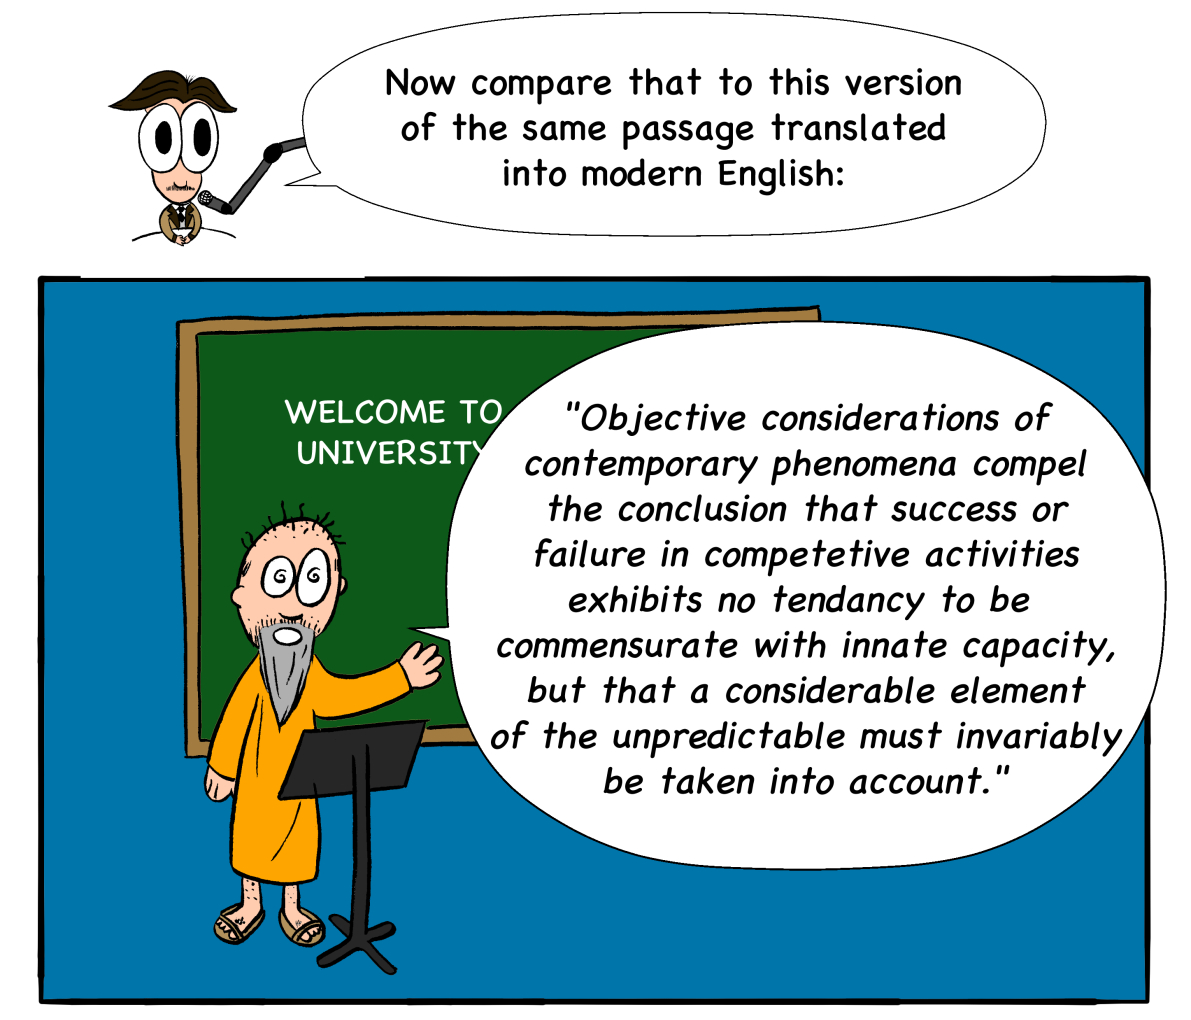 Now compare that to this version
of the same passage translated
into modern English:
WELCOME TO
UNIVERSITY
"Objective considerations of
contemporary phenomena compel
the conclusion that success or
failure in competetive activities
exhibits no tendancy to be
commensurate with innate capacity,
but that a considerable element
of the unpredictable must invariably
be taken into account."